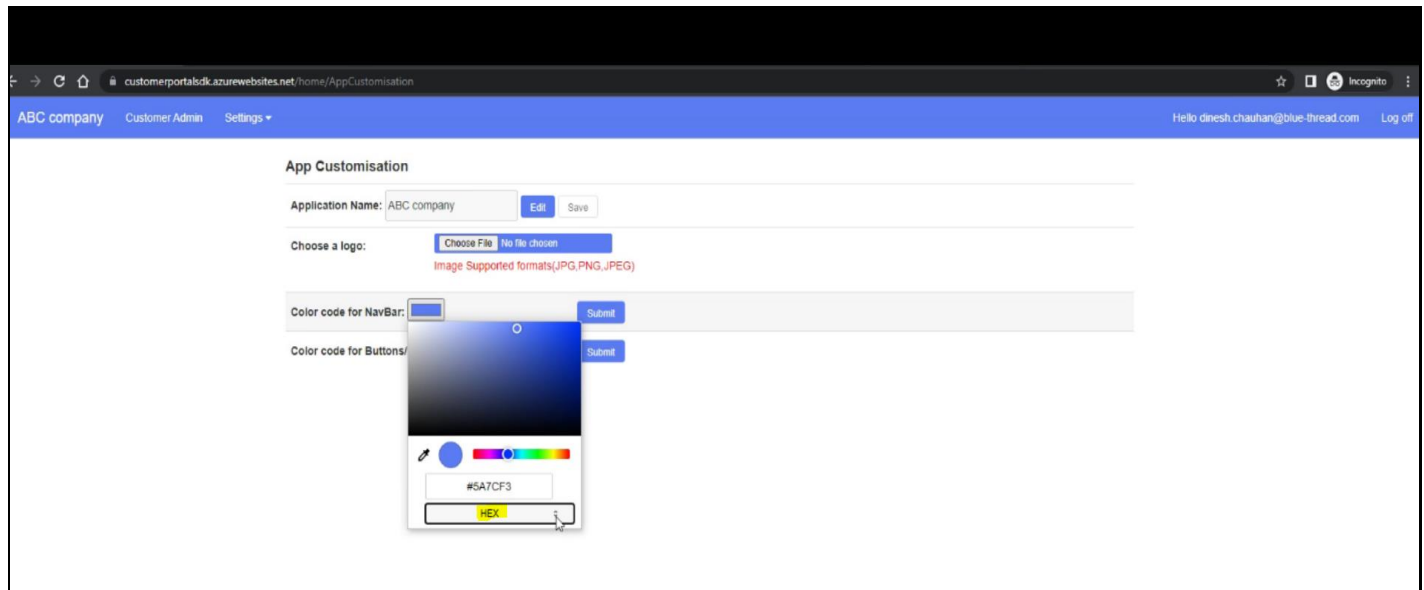 customerportalsdk.azurewebsites.net/home/AppCustomisation Incognito
ABC company Customer Admin Settings Hello dinesh.chauhan@blue-thread.com Log off
App Customisation
Application Name: ABC company Edit Save
Choose a logo: Choose File No file chosen
Image Supported formats(JPG,PNG,JPEG)
Color code for NavBar: Submit
Color code for Buttons/ Submit
#5A7CF3
HEX